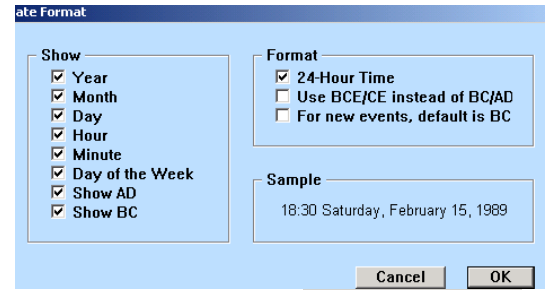 ate Format
Show
Year
Month
Day
Hour
Minute
Day of the Week
Show AD
Show BC
Format
24-Hour Time
Use BCE/CE instead of BC/AD
For new events, default is BC
Sample
18:30 Saturday, February 15, 1989
Cancel
OK